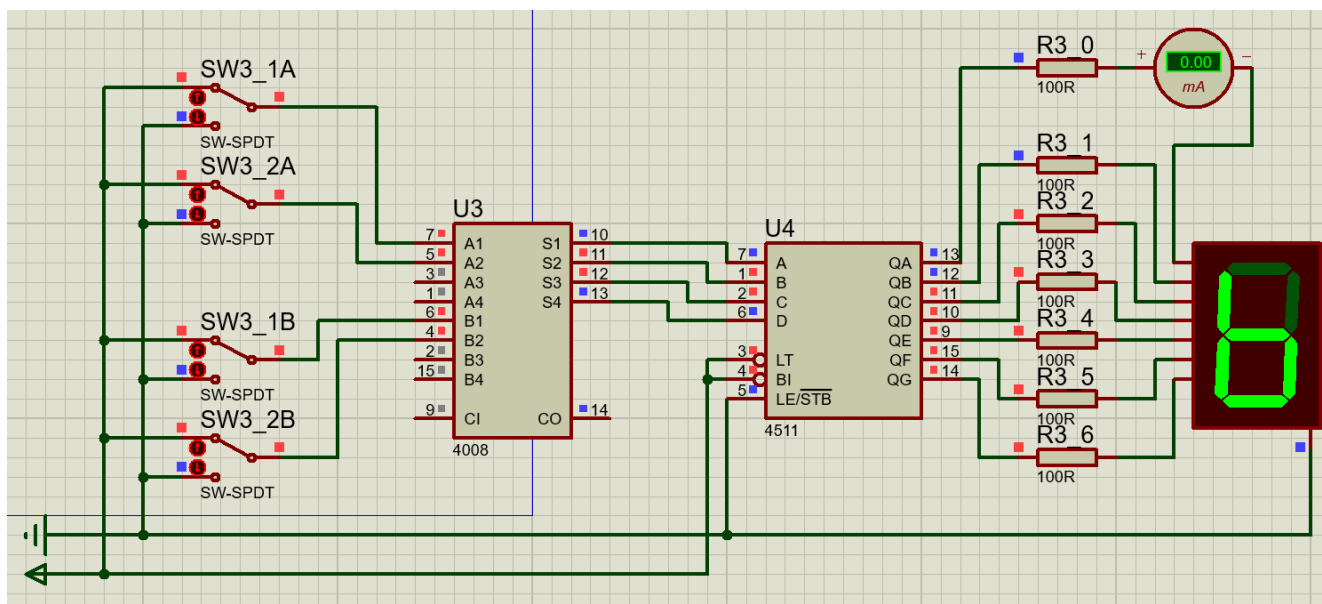 SW3_1A
SW-SPDT
SW3_2A
SW-SPDT
SW3_1B
SW-SPDT
SW3_2B
SW-SPDT
U3
7 A1 S1 10
5 A2 S2 11
3 A3 S3 12
1 A4 S4 13
6 B1
4 B2
2 B3
15 B4
9 CI CO 14
4008
U4
7 A QA 13
1 B QB 12
2 C QC 11
6 D QD 10
QE 9
3 LT QF 15
4 BI QG 14
5 LE/STB
4511
R3_0
100R
+ 0.00 −
mA
R3_1
100R
R3_2
100R
R3_3
100R
R3_4
100R
R3_5
100R
R3_6
100R
6